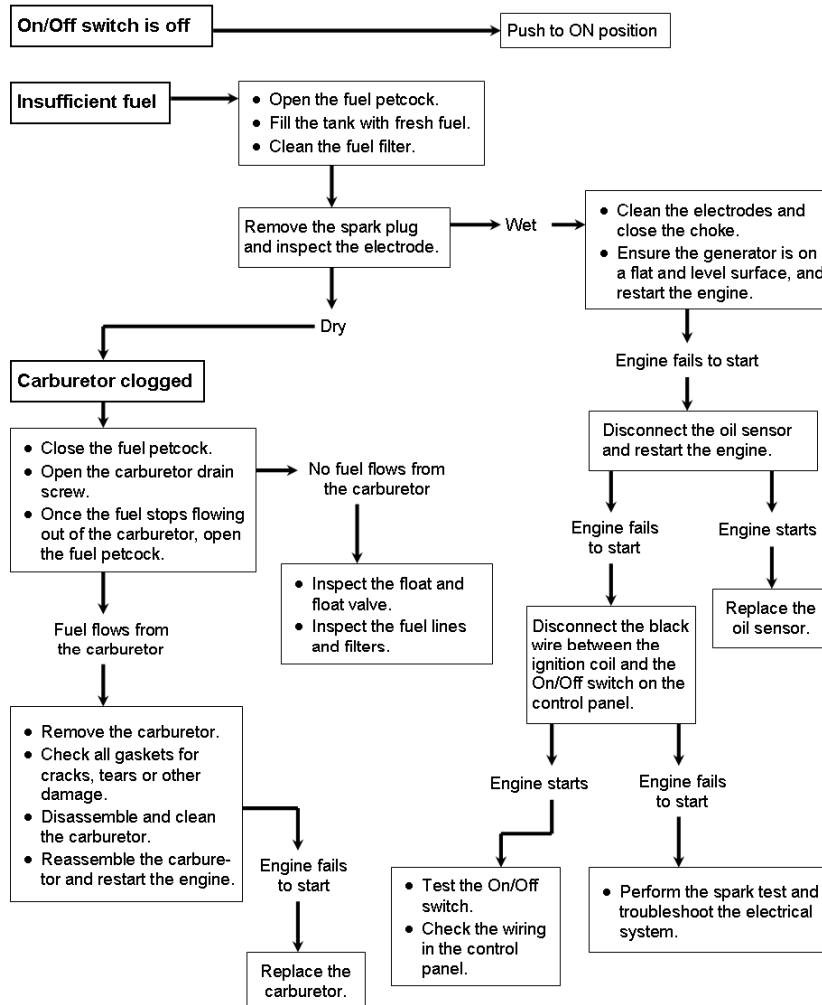 On/Off switch is off
Push to ON position
Insufficient fuel
● Open the fuel petcock.
● Fill the tank with fresh fuel.
● Clean the fuel filter.
Remove the spark plug
and inspect the electrode.
Wet
● Clean the electrodes and
close the choke.
● Ensure the generator is on
a flat and level surface, and
restart the engine.
Dry
Engine fails to start
Carburetor clogged
● Close the fuel petcock.
● Open the carburetor drain
screw.
● Once the fuel stops flowing
out of the carburetor, open
the fuel petcock.
No fuel flows from
the carburetor
Disconnect the oil sensor
and restart the engine.
Engine fails
to start
Engine starts
● Inspect the float and
float valve.
● Inspect the fuel lines
and filters.
Replace the
oil sensor.
Fuel flows from
the carburetor
Disconnect the black
wire between the
ignition coil and the
On/Off switch on the
control panel.
● Remove the carburetor.
● Check all gaskets for
cracks, tears or other
damage.
● Disassemble and clean
the carburetor.
● Reassemble the carbure-
tor and restart the engine.
Engine starts
Engine fails
to start
Engine fails
to start
● Test the On/Off
switch.
● Check the wiring
in the control
panel.
● Perform the spark test and
troubleshoot the electrical
system.
Replace the
carburetor.